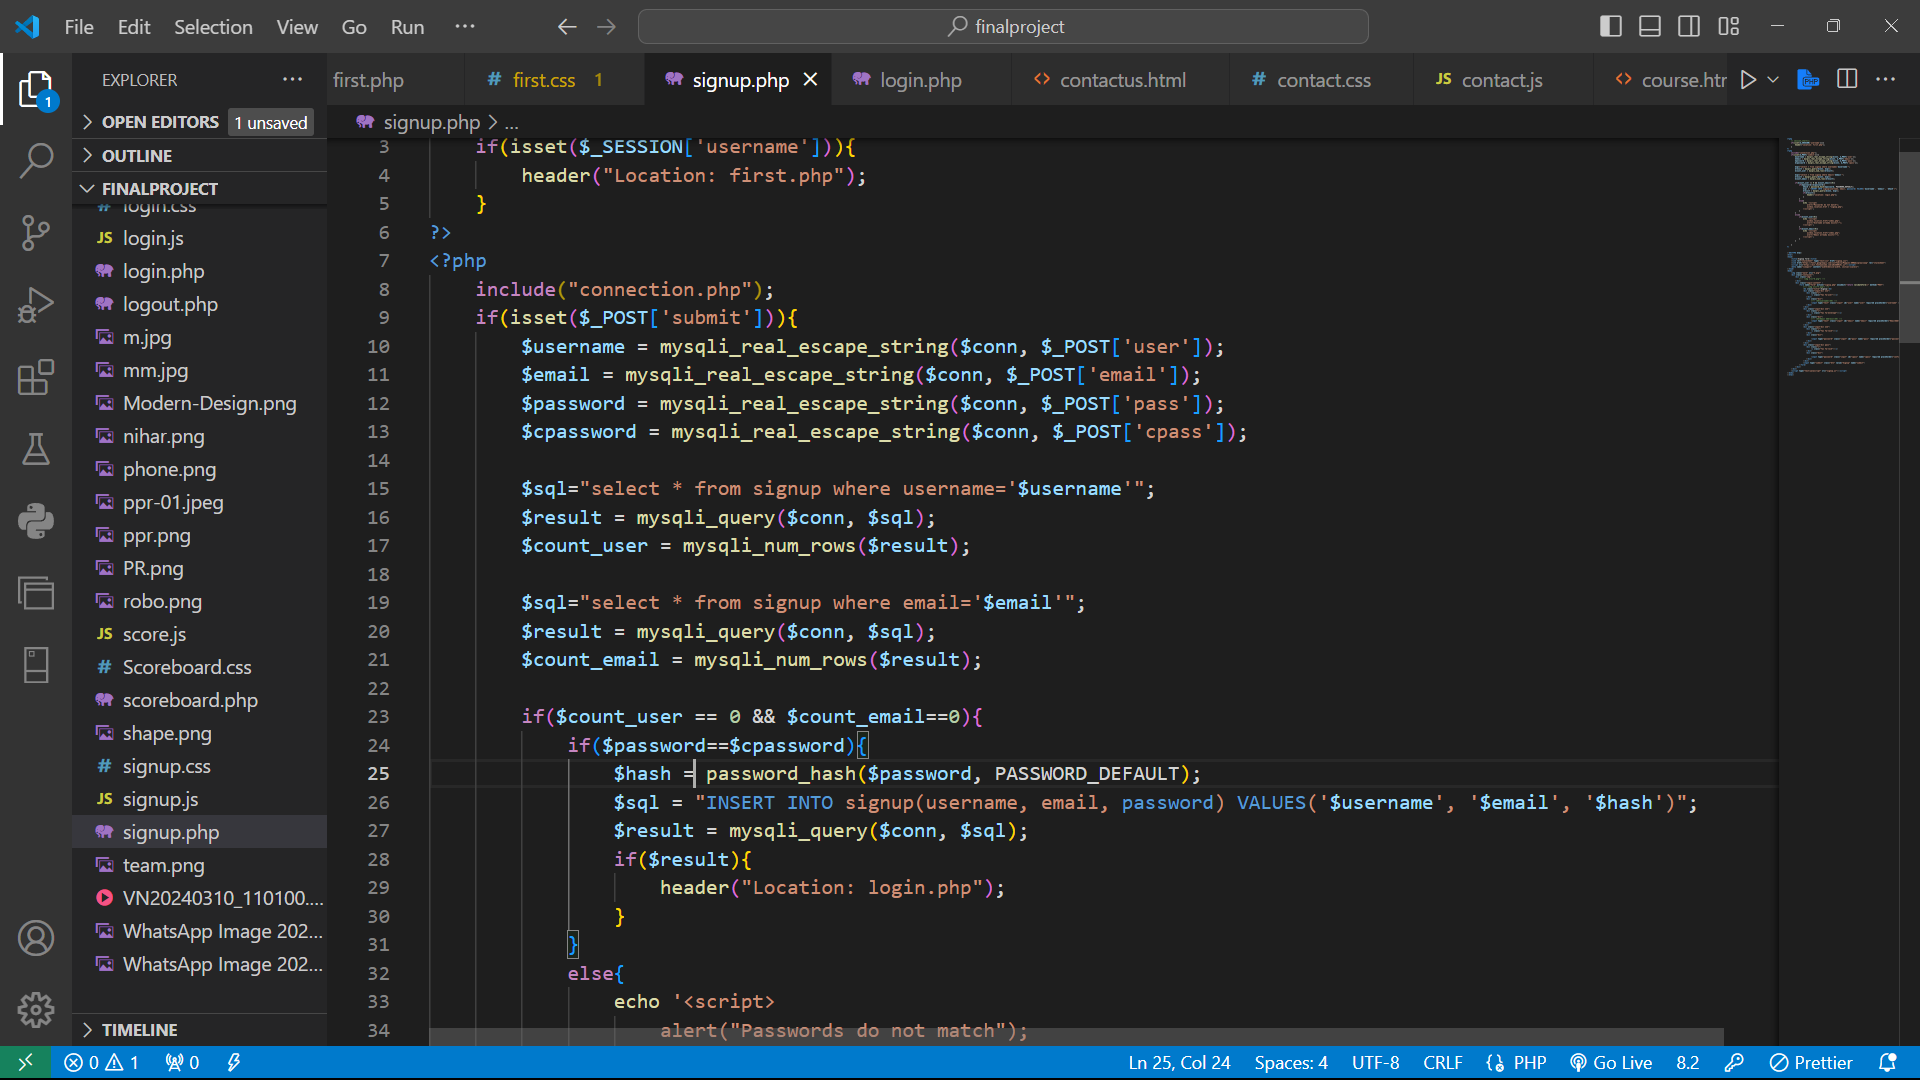 File Edit Selection View Go Run ··· finalproject
EXPLORER ··· first.php # first.css 1 signup.php login.php <> contactus.html # contact.css JS contact.js <> course.htr ···
OPEN EDITORS 1 unsaved
OUTLINE
FINALPROJECT
# login.css
JS login.js
login.php
logout.php
m.jpg
mm.jpg
Modern-Design.png
nihar.png
phone.png
ppr-01.jpeg
ppr.png
PR.png
robo.png
JS score.js
# Scoreboard.css
scoreboard.php
shape.png
# signup.css
JS signup.js
signup.php
team.png
VN20240310_110100....
WhatsApp Image 202...
WhatsApp Image 202...
TIMELINE
1
signup.php > ...
3 if(isset($_SESSION['username'])){
4 header("Location: first.php");
5 }
6 ?>
7 <?php
8 include("connection.php");
9 if(isset($_POST['submit'])){
10 $username = mysqli_real_escape_string($conn, $_POST['user']);
11 $email = mysqli_real_escape_string($conn, $_POST['email']);
12 $password = mysqli_real_escape_string($conn, $_POST['pass']);
13 $cpassword = mysqli_real_escape_string($conn, $_POST['cpass']);
14
15 $sql="select * from signup where username='$username'";
16 $result = mysqli_query($conn, $sql);
17 $count_user = mysqli_num_rows($result);
18
19 $sql="select * from signup where email='$email'";
20 $result = mysqli_query($conn, $sql);
21 $count_email = mysqli_num_rows($result);
22
23 if($count_user == 0 && $count_email==0){
24 if($password==$cpassword){
25 $hash = password_hash($password, PASSWORD_DEFAULT);
26 $sql = "INSERT INTO signup(username, email, password) VALUES('$username', '$email', '$hash')";
27 $result = mysqli_query($conn, $sql);
28 if($result){
29 header("Location: login.php");
30 }
31 }
32 else{
33 echo '<script>
34 alert("Passwords do not match");
0 1 0 Ln 25, Col 24 Spaces: 4 UTF-8 CRLF PHP Go Live 8.2 Prettier